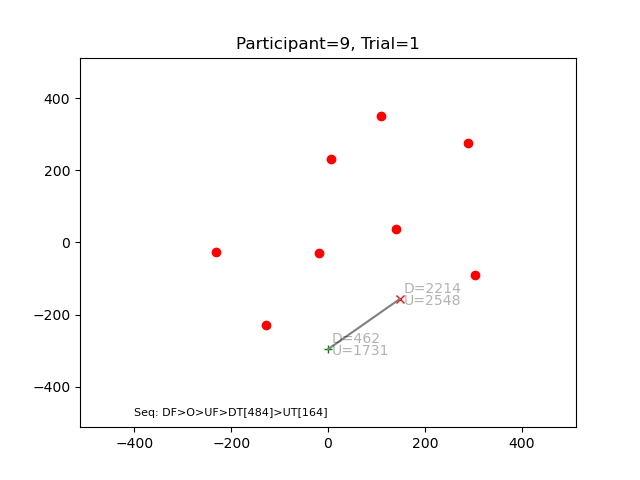 Participant=9, Trial=1
400
200
0
−200
−400
D=2214
U=2548
D=462
U=1731
Seq: DF>O>UF>DT[484]>UT[164]
−400 −200 0 200 400